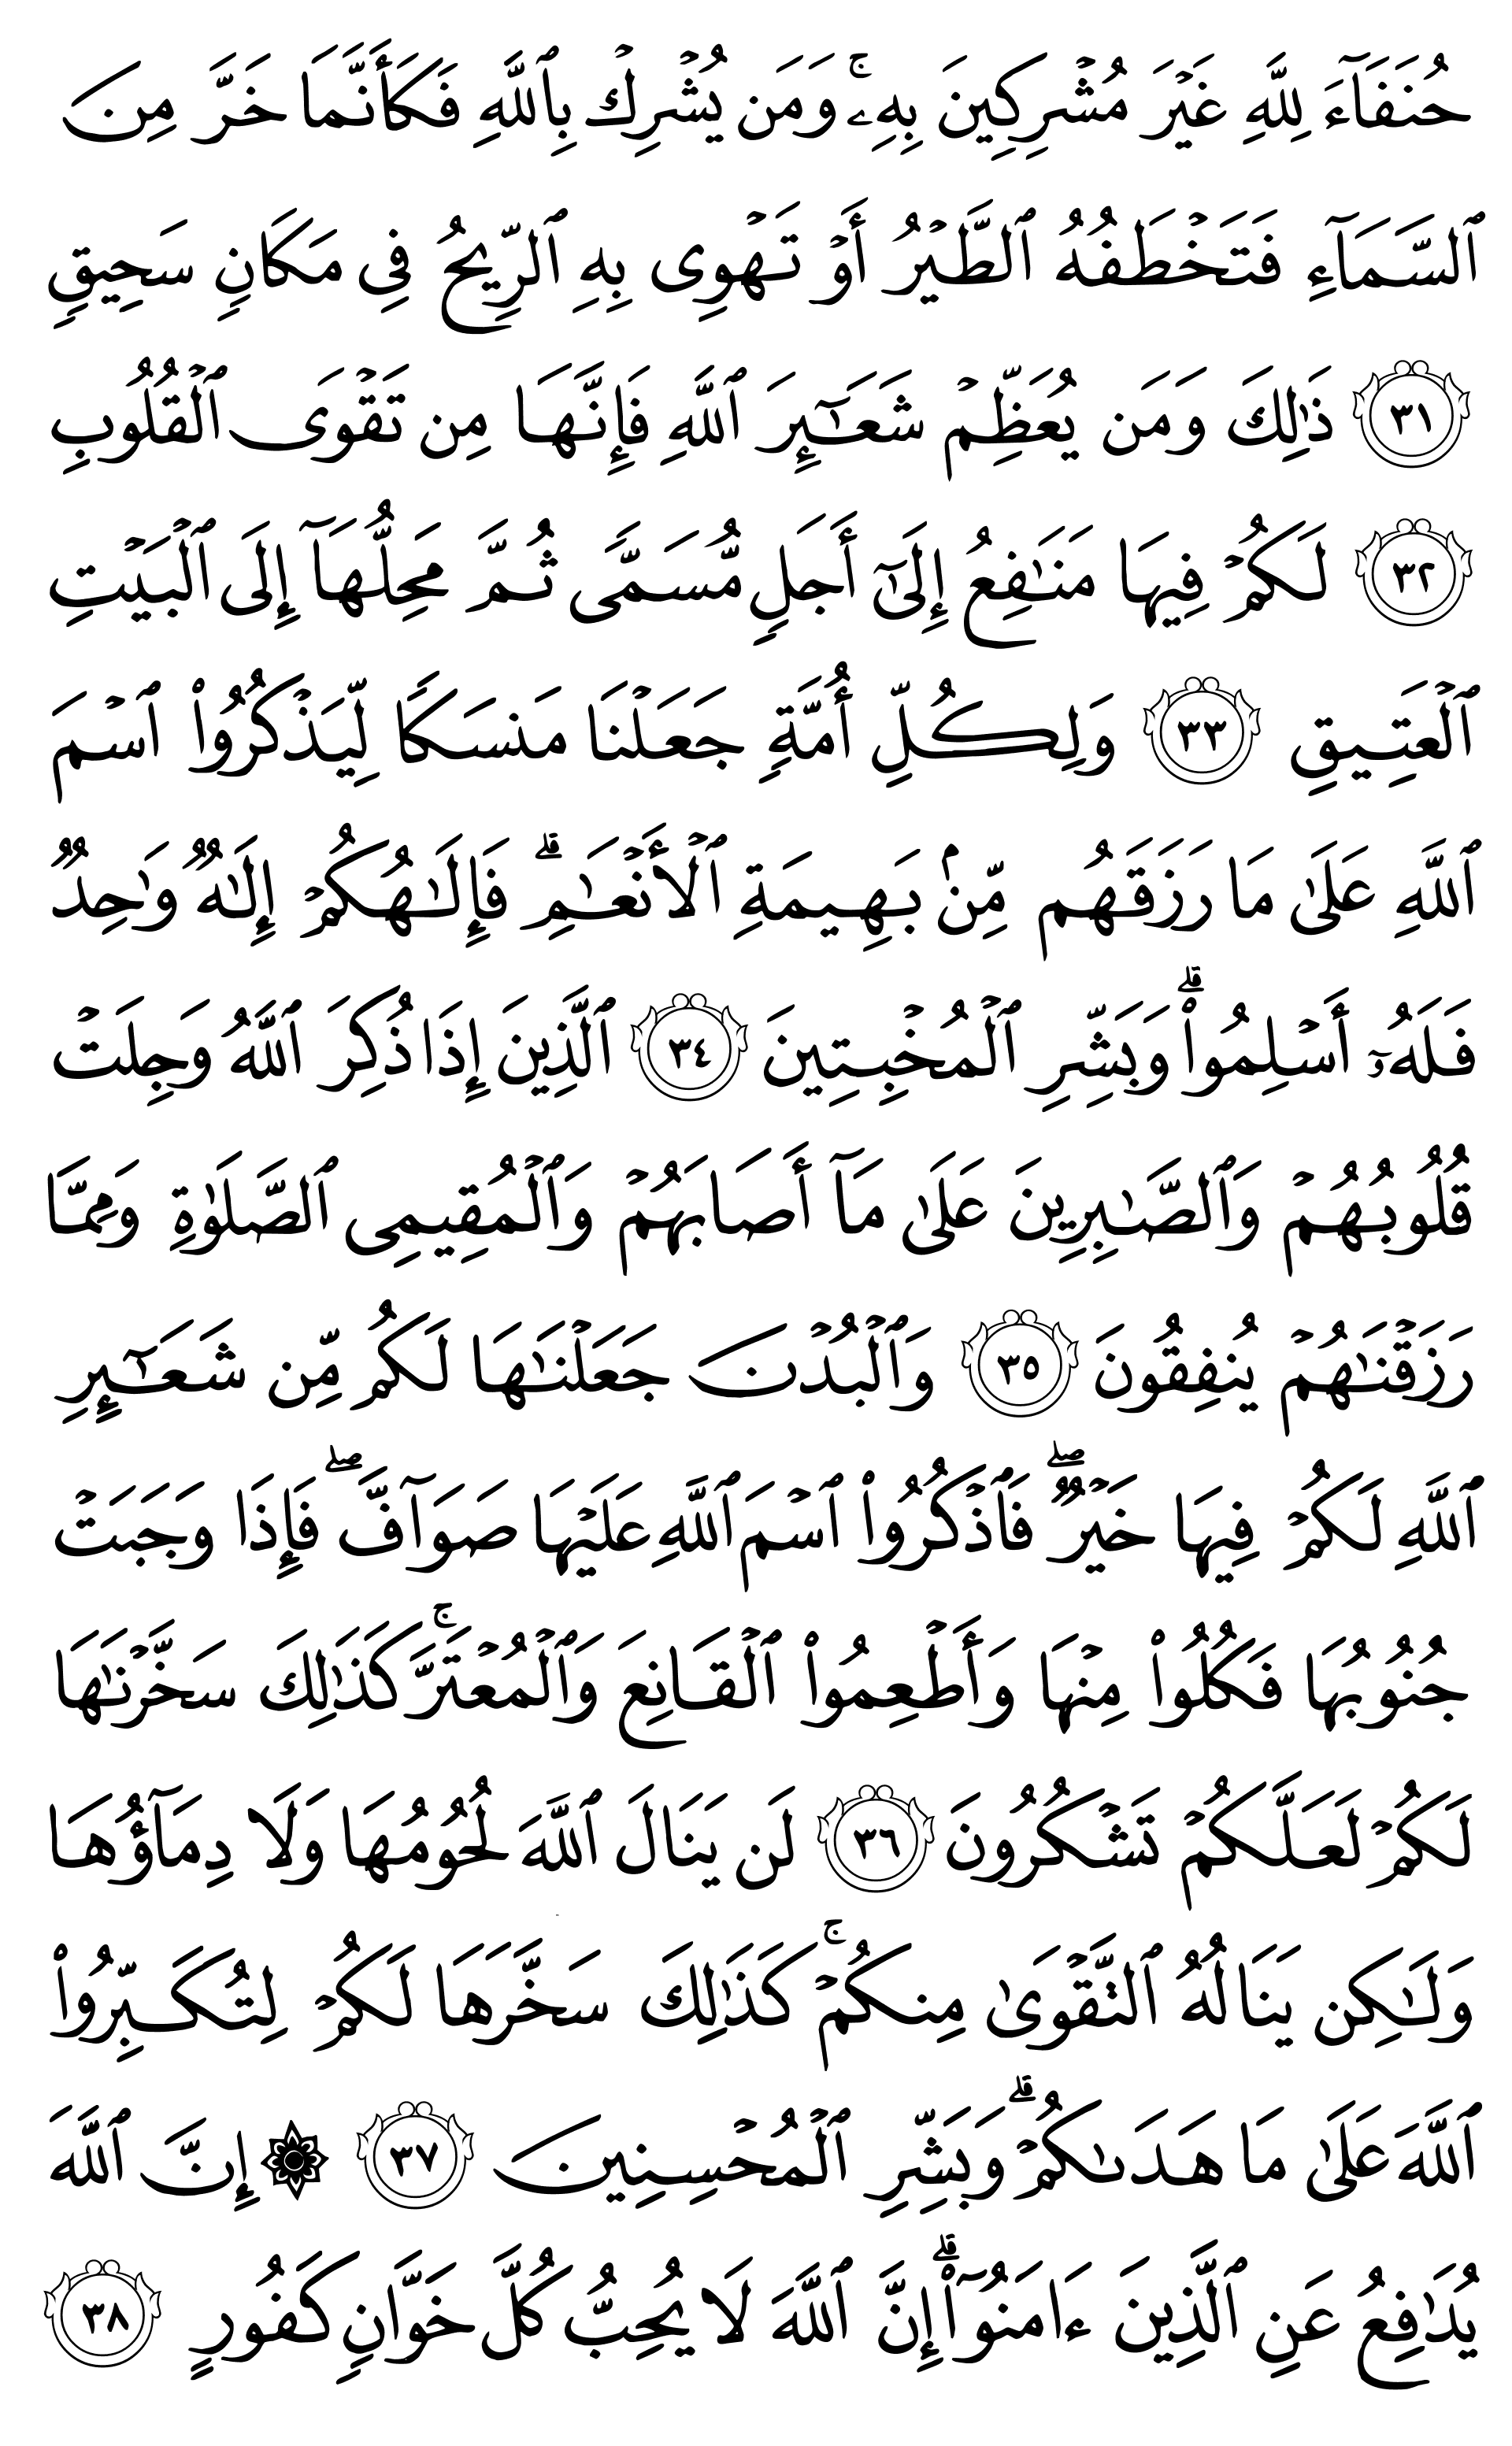 حُنَفَآءَ لِلَّهِ غَيْرَ مُشْرِكِينَ بِهِۦۚ وَمَن يُشْرِكْ بِٱللَّهِ فَكَأَنَّمَا خَرَّ مِنَ
ٱلسَّمَآءِ فَتَخْطَفُهُ ٱلطَّيْرُ أَوْ تَهْوِى بِهِ ٱلرِّيحُ فِى مَكَانٍ سَحِيقٍ
٣١ ذَٰلِكَ وَمَن يُعَظِّمْ شَعَـٰٓئِرَ ٱللَّهِ فَإِنَّهَا مِن تَقْوَى ٱلْقُلُوبِ
٣٢ لَكُمْ فِيهَا مَنَـٰفِعُ إِلَىٰٓ أَجَلٍ مُّسَمًّى ثُمَّ مَحِلُّهَآ إِلَى ٱلْبَيْتِ
ٱلْعَتِيقِ ٣٣ وَلِكُلِّ أُمَّةٍ جَعَلْنَا مَنسَكًا لِّيَذْكُرُوا۟ ٱسْمَ
ٱللَّهِ عَلَىٰ مَا رَزَقَهُم مِّنۢ بَهِيمَةِ ٱلْأَنْعَـٰمِۗ فَإِلَـٰهُكُمْ إِلَـٰهٌ وَٰحِدٌ
فَلَهُۥٓ أَسْلِمُوا۟ۗ وَبَشِّرِ ٱلْمُخْبِتِينَ ٣٤ ٱلَّذِينَ إِذَا ذُكِرَ ٱللَّهُ وَجِلَتْ
قُلُوبُهُمْ وَٱلصَّـٰبِرِينَ عَلَىٰ مَآ أَصَابَهُمْ وَٱلْمُقِيمِى ٱلصَّلَوٰةِ وَمِمَّا
رَزَقْنَـٰهُمْ يُنفِقُونَ ٣٥ وَٱلْبُدْنَ جَعَلْنَـٰهَا لَكُم مِّن شَعَـٰٓئِرِ
ٱللَّهِ لَكُمْ فِيهَا خَيْرٌۖ فَٱذْكُرُوا۟ ٱسْمَ ٱللَّهِ عَلَيْهَا صَوَآفَّۖ فَإِذَا وَجَبَتْ
جُنُوبُهَا فَكُلُوا۟ مِنْهَا وَأَطْعِمُوا۟ ٱلْقَانِعَ وَٱلْمُعْتَرَّۚ كَذَٰلِكَ سَخَّرْنَـٰهَا
لَكُمْ لَعَلَّكُمْ تَشْكُرُونَ ٣٦ لَن يَنَالَ ٱللَّهَ لُحُومُهَا وَلَا دِمَآؤُهَا
وَلَـٰكِن يَنَالُهُ ٱلتَّقْوَىٰ مِنكُمْۚ كَذَٰلِكَ سَخَّرَهَا لَكُمْ لِتُكَبِّرُوا۟
ٱللَّهَ عَلَىٰ مَا هَدَىٰكُمْۗ وَبَشِّرِ ٱلْمُحْسِنِينَ ٣٧ ۞ إِنَّ ٱللَّهَ
يُدَٰفِعُ عَنِ ٱلَّذِينَ ءَامَنُوٓا۟ۗ إِنَّ ٱللَّهَ لَا يُحِبُّ كُلَّ خَوَّانٍ كَفُورٍ ٣٨